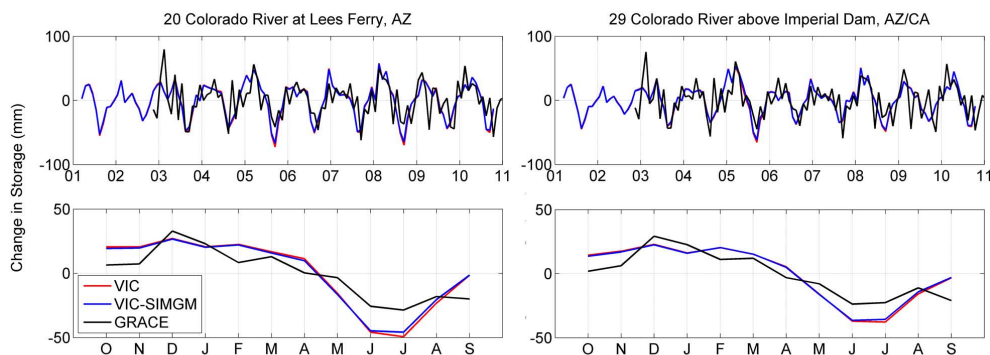 20 Colorado River at Lees Ferry, AZ
29 Colorado River above Imperial Dam, AZ/CA
Change in Storage (mm)
100
0
-100
01 02 03 04 05 06 07 08 09 10 11
100
0
-100
01 02 03 04 05 06 07 08 09 10 11
50
0
-50
VIC
VIC-SIMGM
GRACE
O N D J F M A M J J A S
50
0
-50
O N D J F M A M J J A S